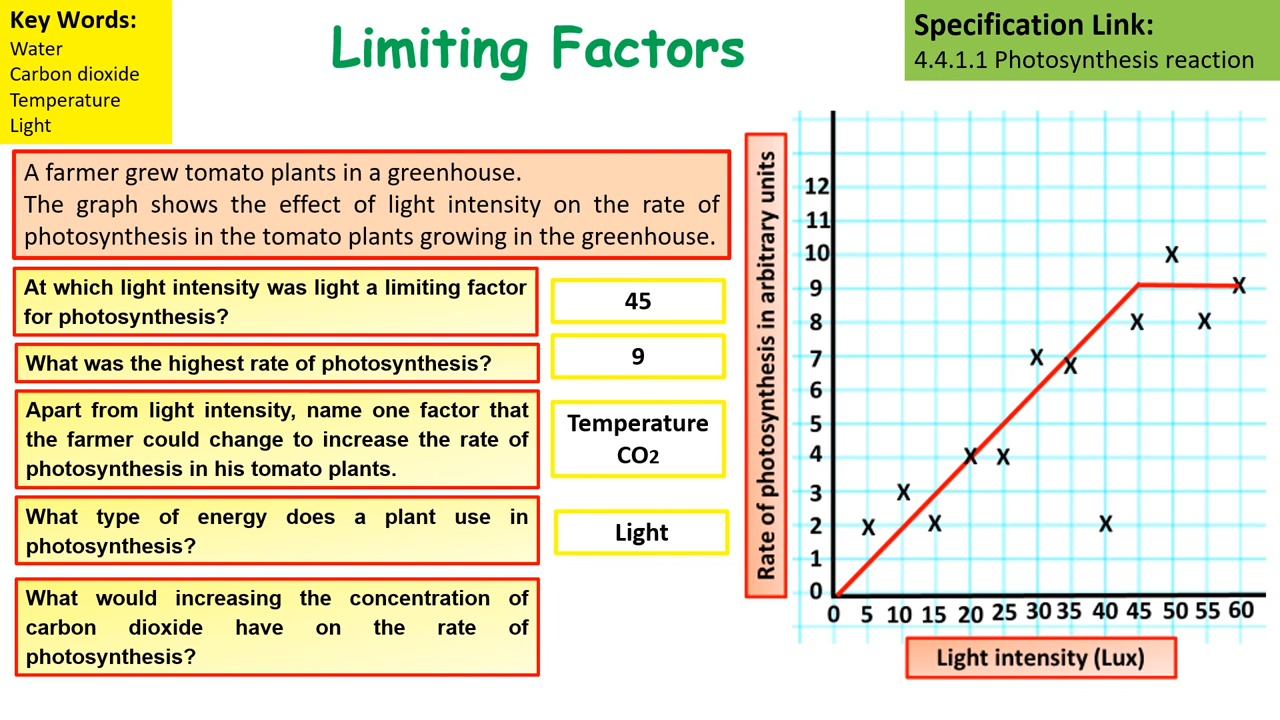 Key Words:
Water
Carbon dioxide
Temperature
Light
Limiting Factors
Specification Link:
4.4.1.1 Photosynthesis reaction
A farmer grew tomato plants in a greenhouse.
The graph shows the effect of light intensity on the rate of
photosynthesis in the tomato plants growing in the greenhouse.
At which light intensity was light a limiting factor
for photosynthesis?
45
What was the highest rate of photosynthesis?
9
Apart from light intensity, name one factor that
the farmer could change to increase the rate of
photosynthesis in his tomato plants.
Temperature
CO2
What type of energy does a plant use in
photosynthesis?
Light
What would increasing the concentration of
carbon dioxide have on the rate of
photosynthesis?
Rate of photosynthesis in arbitrary units
12
11
10
9
8
7
6
5
4
3
2
1
0
0 5 10 15 20 25 30 35 40 45 50 55 60
Light intensity (Lux)